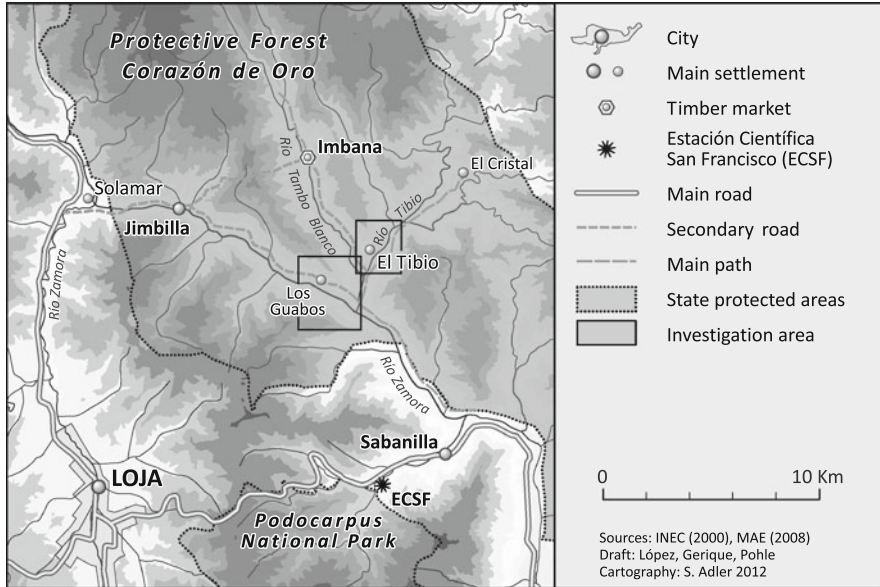 Protective Forest
Corazón de Oro
Imbana
El Cristal
Río Tambo Blanco
Río Tibio
Solamar
Jimbilla
El Tibio
Los
Guabos
Río Zamora
Río Zamora
Sabanilla
LOJA
ECSF
Podocarpus
National Park
City
Main settlement
Timber market
Estación Científica
San Francisco (ECSF)
Main road
Secondary road
Main path
State protected areas
Investigation area
0 10 Km
Sources: INEC (2000), MAE (2008)
Draft: López, Gerique, Pohle
Cartography: S. Adler 2012